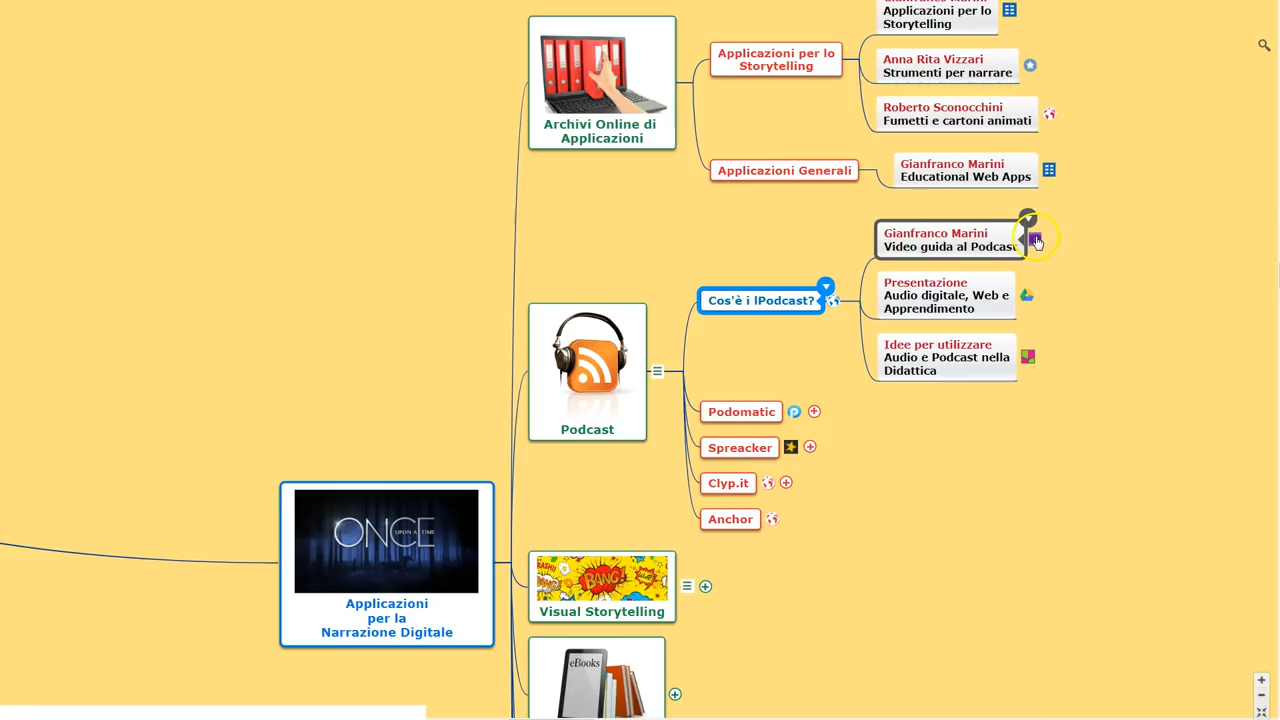 Gianfranco Marini
Applicazioni per lo
Storytelling
Applicazioni per lo
Storytelling
Anna Rita Vizzari
Strumenti per narrare
Roberto Sconocchini
Fumetti e cartoni animati
Archivi Online di
Applicazioni
Applicazioni Generali
Gianfranco Marini
Educational Web Apps
Gianfranco Marini
Video guida al Podcast
Cos'è i lPodcast?
Presentazione
Audio digitale, Web e
Apprendimento
Idee per utilizzare
Audio e Podcast nella
Didattica
Podcast
Podomatic
Spreacker
Clyp.it
Anchor
ONCE
UPON A TIME
Applicazioni
per la
Narrazione Digitale
BANG!
Visual Storytelling
eBooks